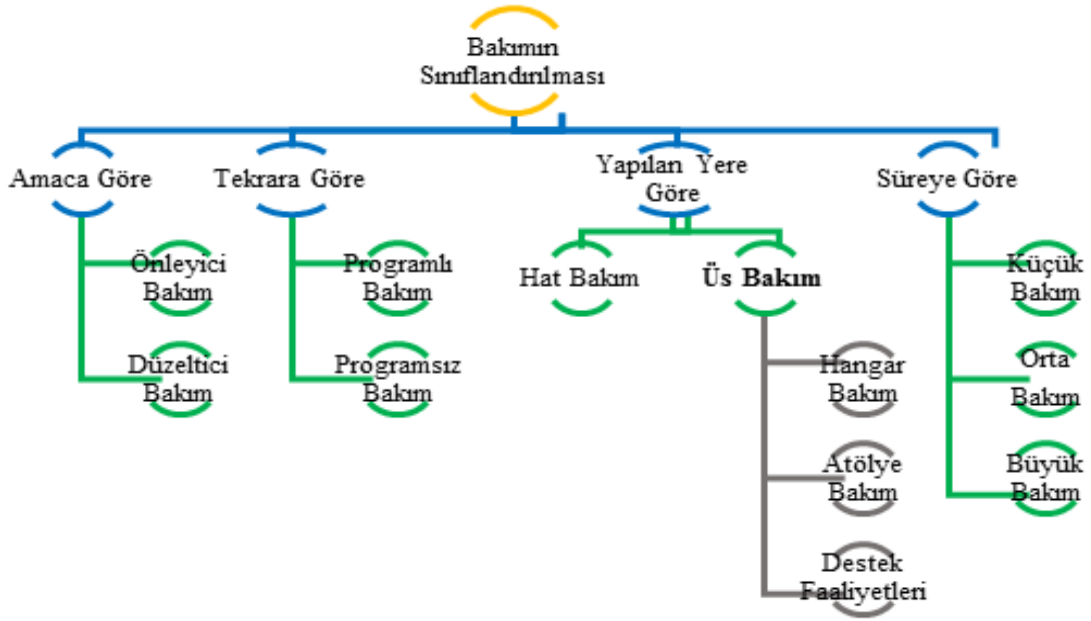 Bakımın
Sınıflandırılması
Amaca Göre
Tekrara Göre
Yapılan Yere
Göre
Süreye Göre
Önleyici
Bakım
Düzeltici
Bakım
Programlı
Bakım
Programsız
Bakım
Hat Bakım
Üs Bakım
Hangar
Bakım
Atölye
Bakım
Destek
Faaliyetleri
Küçük
Bakım
Orta
Bakım
Büyük
Bakım